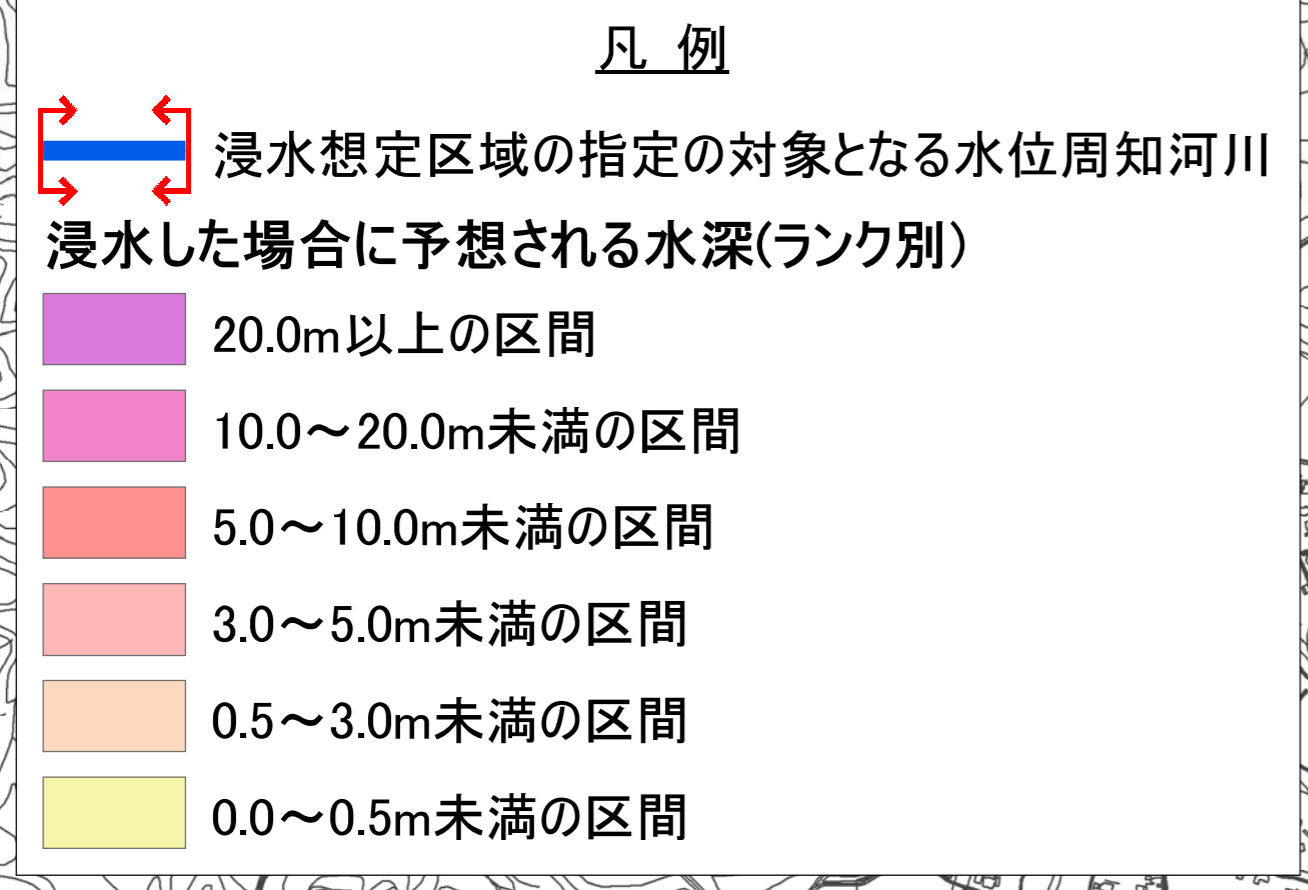 凡 例
浸水想定区域の指定の対象となる水位周知河川
浸水した場合に予想される水深(ランク別)
20.0m以上の区間
10.0～20.0m未満の区間
5.0～10.0m未満の区間
3.0～5.0m未満の区間
0.5～3.0m未満の区間
0.0～0.5m未満の区間